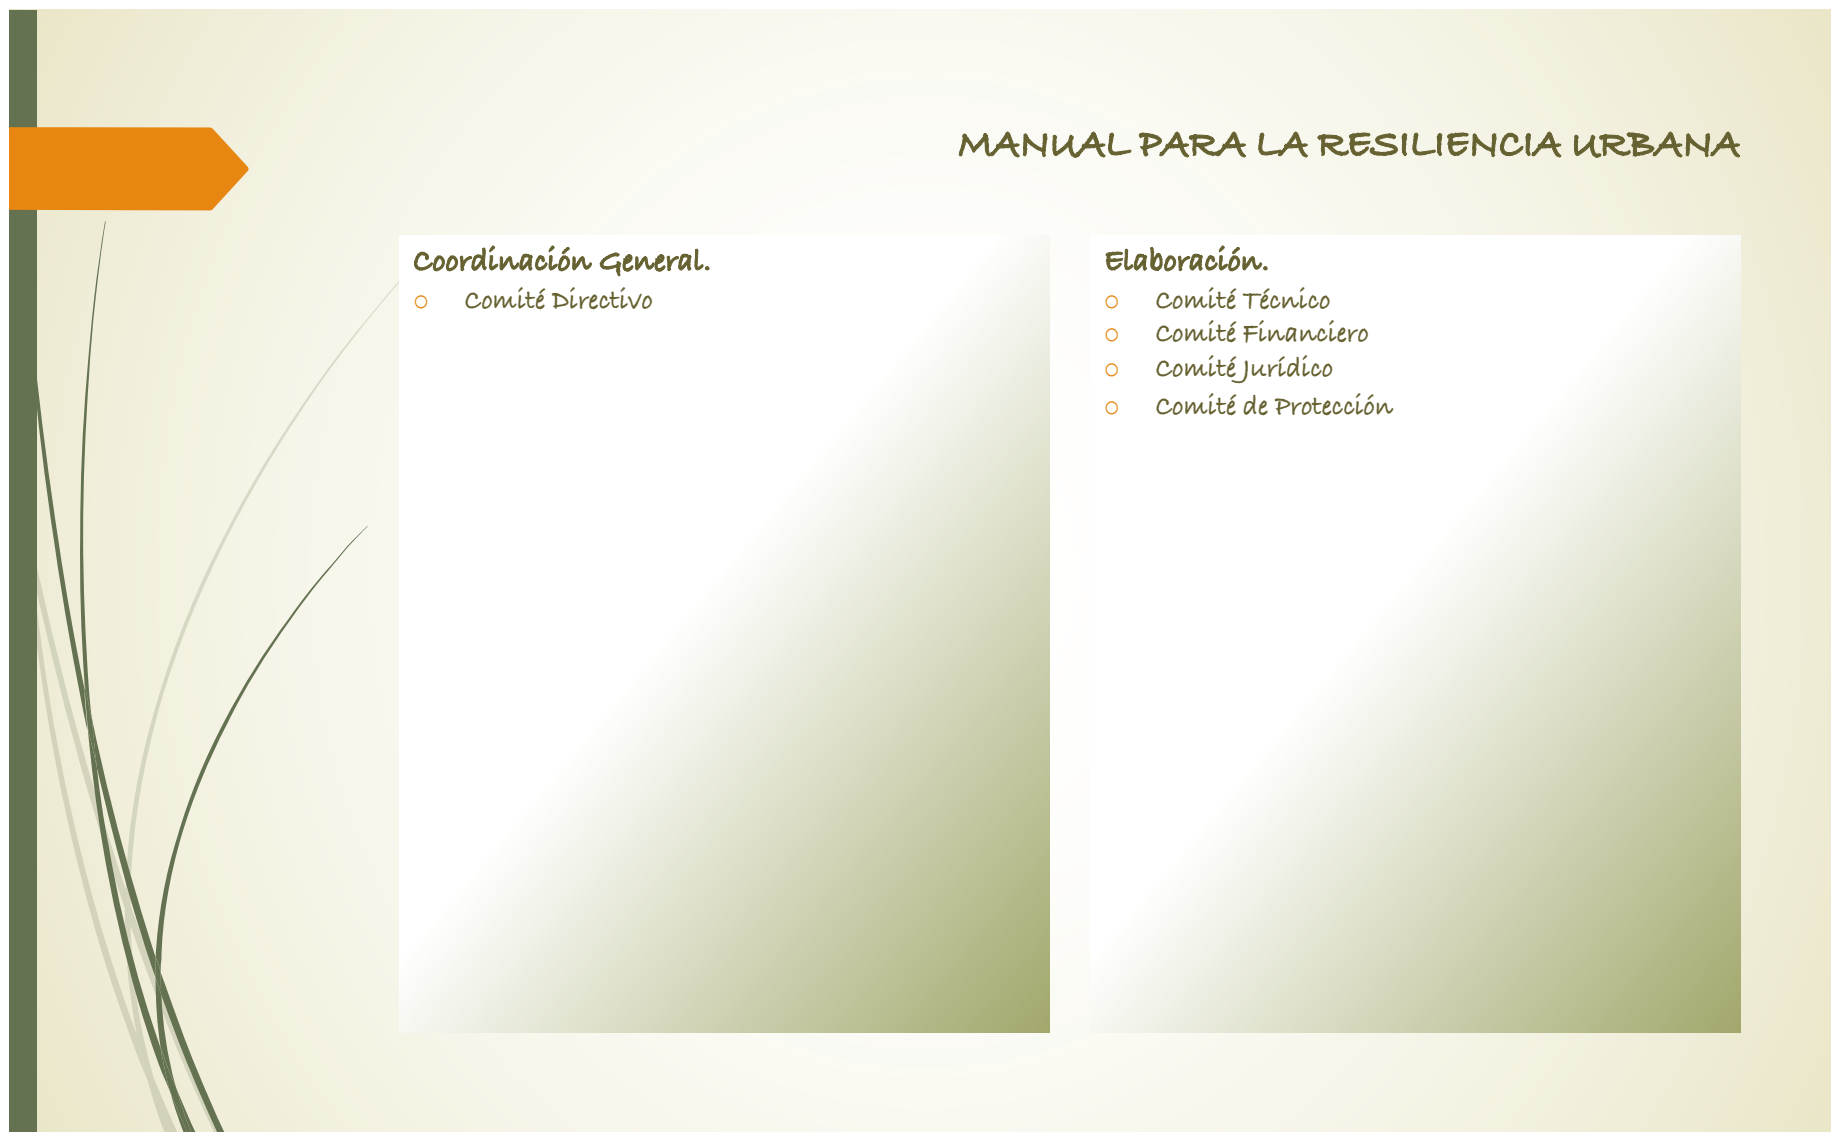 MANUAL PARA LA RESILIENCIA URBANA
Coordinación General.
Comité Directivo
Elaboración.
Comité Técnico
Comité Financiero
Comité Jurídico
Comité de Protección